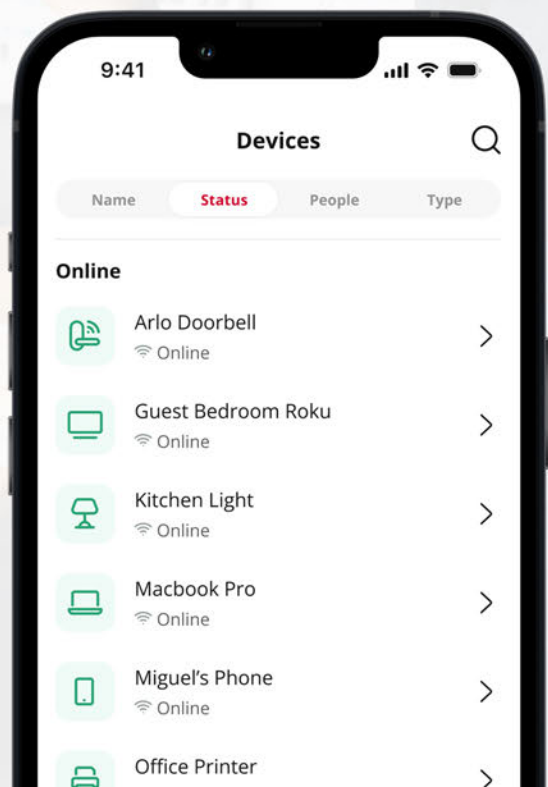 9:41
Devices
Name Status People Type
Online
Arlo Doorbell
Online
Guest Bedroom Roku
Online
Kitchen Light
Online
Macbook Pro
Online
Miguel's Phone
Online
Office Printer